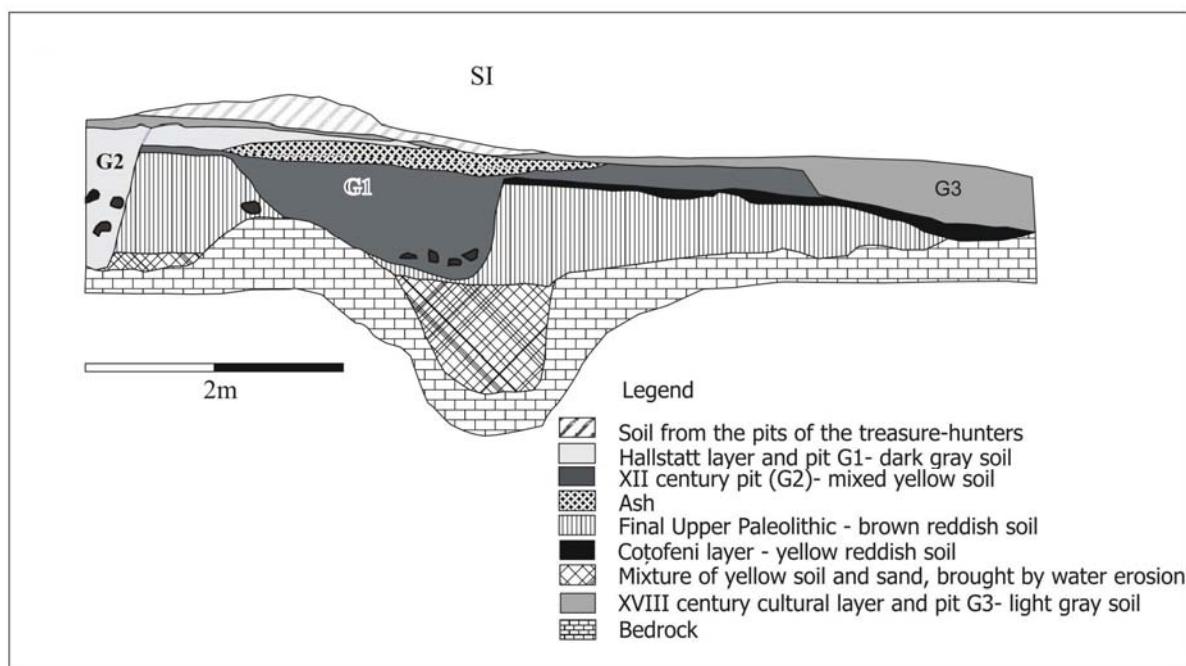 SI
G2
G1
G3
2m
Legend
Soil from the pits of the treasure-hunters
Hallstatt layer and pit G1- dark gray soil
XII century pit (G2)- mixed yellow soil
Ash
Final Upper Paleolithic - brown reddish soil
Coțofeni layer - yellow reddish soil
Mixture of yellow soil and sand, brought by water erosion
XVIII century cultural layer and pit G3- light gray soil
Bedrock